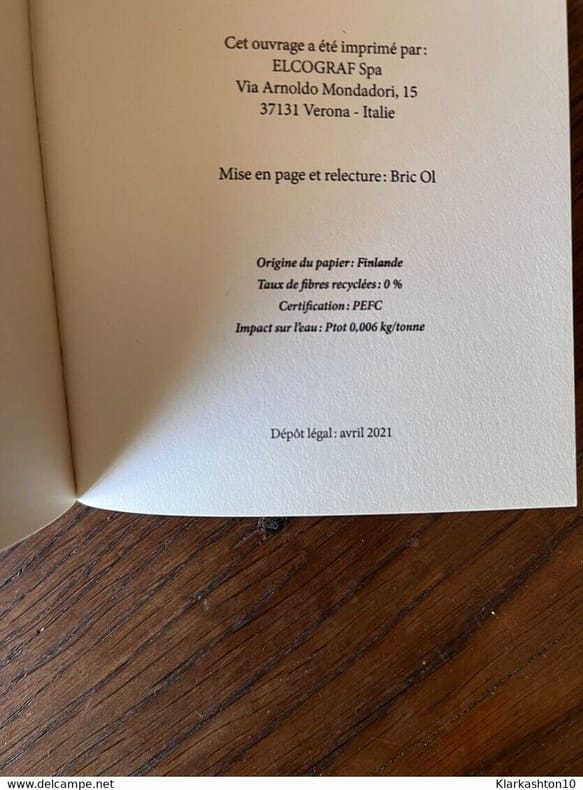 Cet ouvrage a été imprimé par :
ELCOGRAF Spa
Via Arnoldo Mondadori, 15
37131 Verona - Italie
Mise en page et relecture : Bric Ol
Origine du papier : Finlande
Taux de fibres recyclées : 0 %
Certification : PEFC
Impact sur l'eau : Ptot 0,006 kg/tonne
Dépôt légal : avril 2021
www.delcampe.net
Klarkashton10